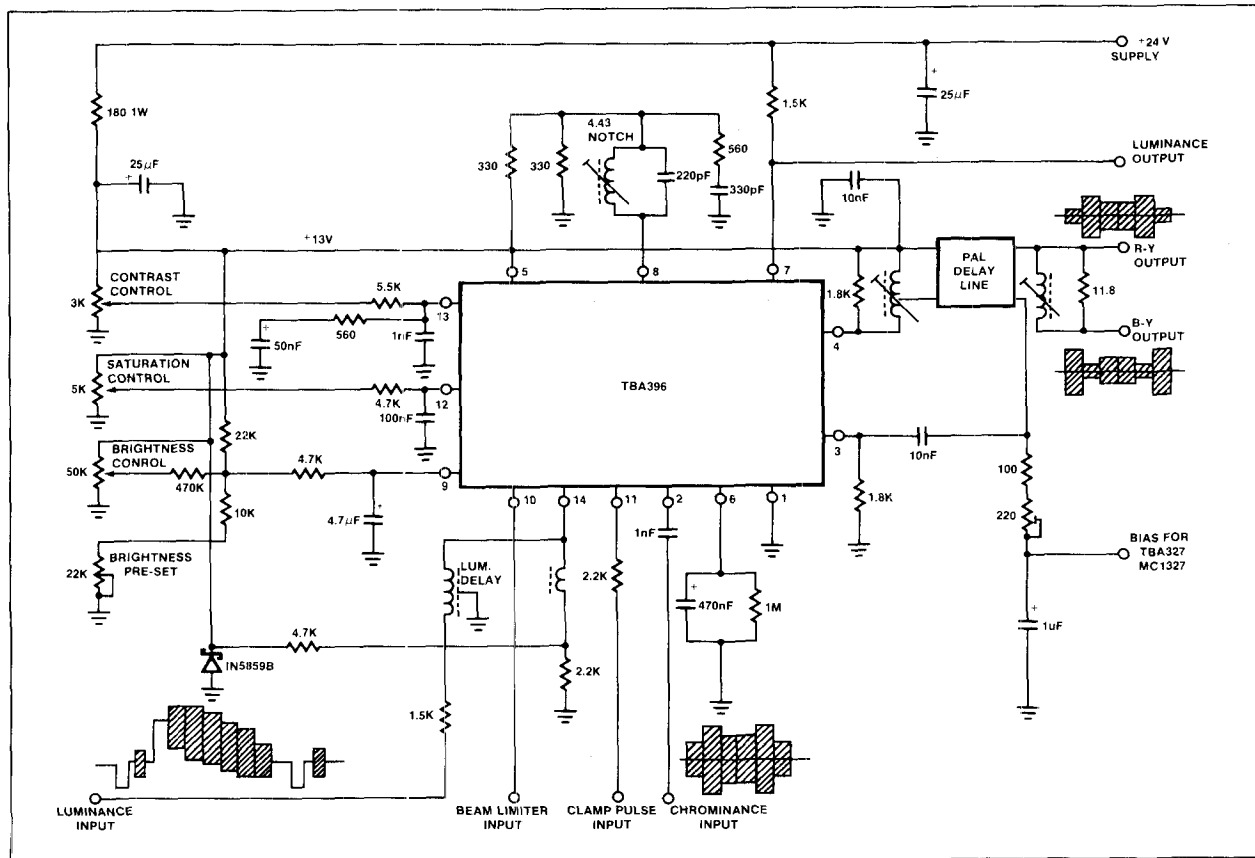 +24 V
SUPPLY
180 1W
+
25µF
1.5K
+
25µF
4.43
NOTCH
330
330
220pF
560
330pF
LUMINANCE
OUTPUT
10nF
+13V
5
8
7
R-Y
OUTPUT
PAL
DELAY
LINE
1.8K
11.8
B-Y
OUTPUT
CONTRAST
CONTROL
3K
5.5K
13
560
1nF
+
50nF
4
SATURATION
CONTROL
5K
4.7K
12
100nF
TBA396
22K
BRIGHTNESS
CONROL
50K
470K
4.7K
9
3
10nF
100
10K
4.7µF
+
10
14
11
2
6
1
1.8K
220
BRIGHTNESS
PRE-SET
22K
1nF
BIAS FOR
TBA327
MC1327
LUM.
DELAY
2.2K
+
470nF
1M
+
1uF
4.7K
IN5859B
2.2K
1.5K
LUMINANCE
INPUT
BEAM LIMITER
INPUT
CLAMP PULSE
INPUT
CHROMINANCE
INPUT